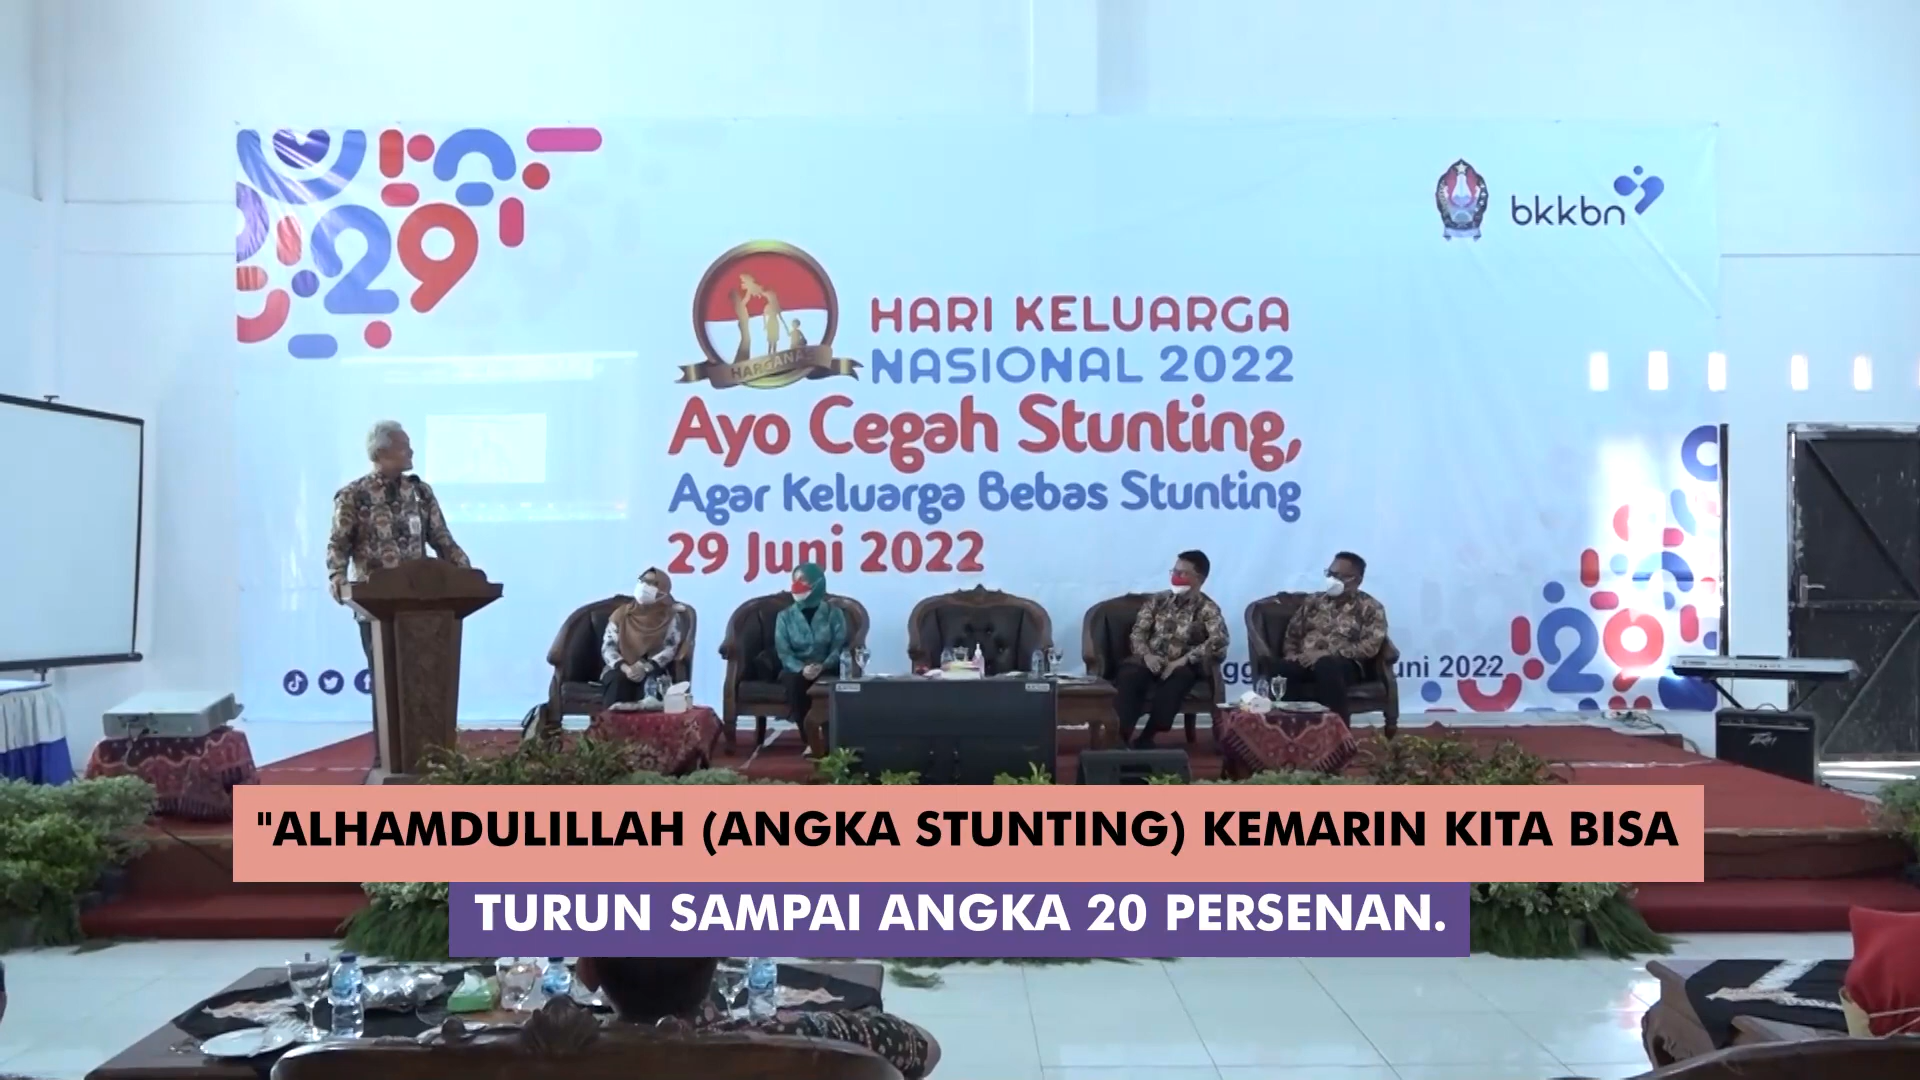 29
bkkbn
HARGANAS
HARI KELUARGA
NASIONAL 2022
Ayo Cegah Stunting,
Agar Keluarga Bebas Stunting
29 Juni 2022
uni 2022
29
"ALHAMDULILLAH (ANGKA STUNTING) KEMARIN KITA BISA
TURUN SAMPAI ANGKA 20 PERSENAN.